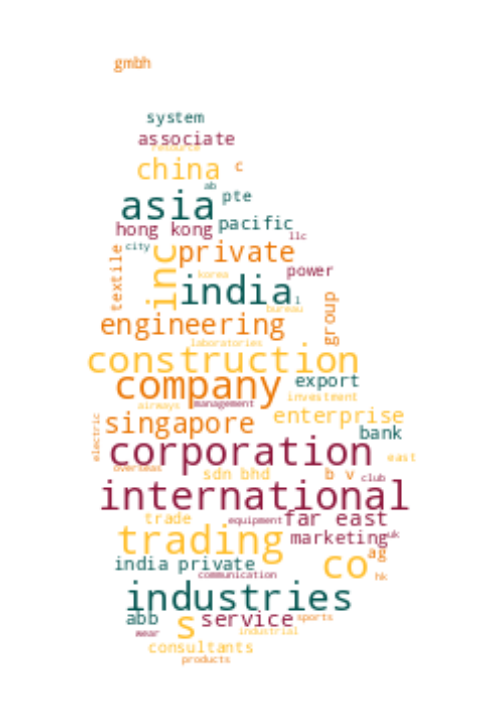 gmbh
system
associate
resource
china c
ab
asia pte
hong kong pacific
llc
city
private
inc
textile
korea
power
india
l
bureau
group
engineering
laboratories
construction
company export
investment
airways management
enterprise
singapore
electric
bank
corporation
east
overseas
sdn bhd b v
club
international
trade equipment far east
trading marketing
uk
ag
india private co
communication
hk
industries
abb s service sports
wear industrial
consultants
products